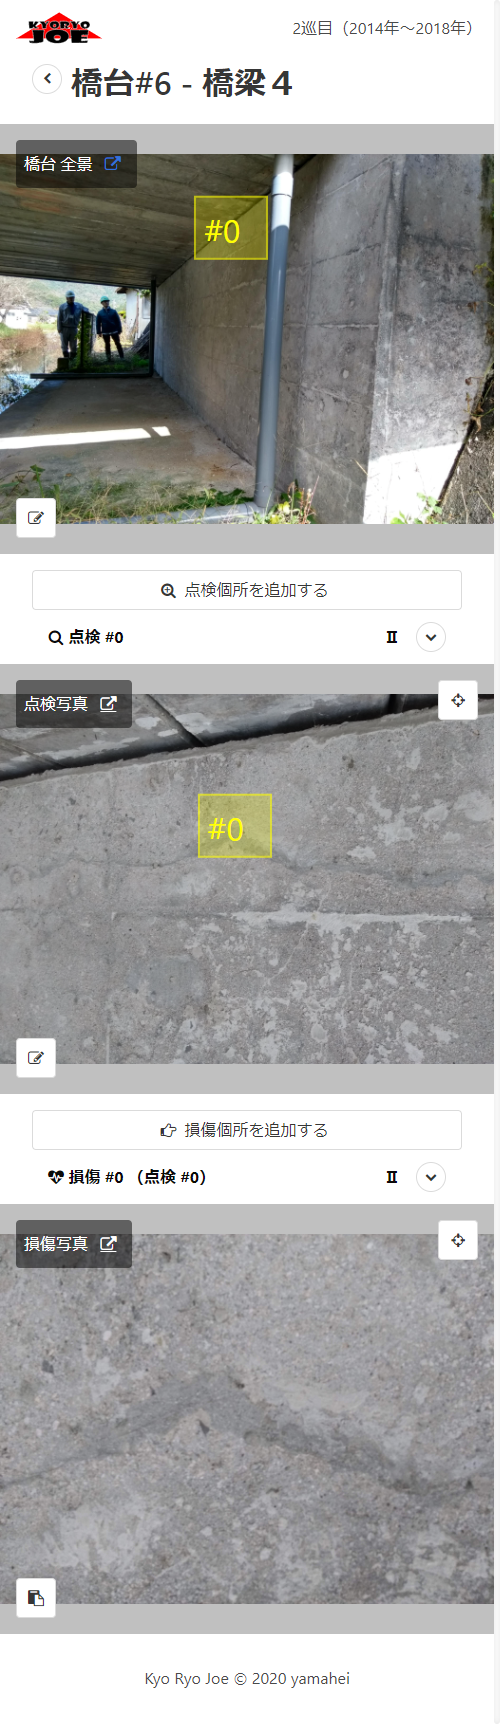 KYORYO
JOE
2巡目（2014年～2018年）
橋台#6 - 橋梁４
橋台 全景
#0
点検個所を追加する
点検 #0
Ⅱ
点検写真
#0
損傷個所を追加する
損傷 #0 （点検 #0）
Ⅱ
損傷写真
Kyo Ryo Joe © 2020 yamahei